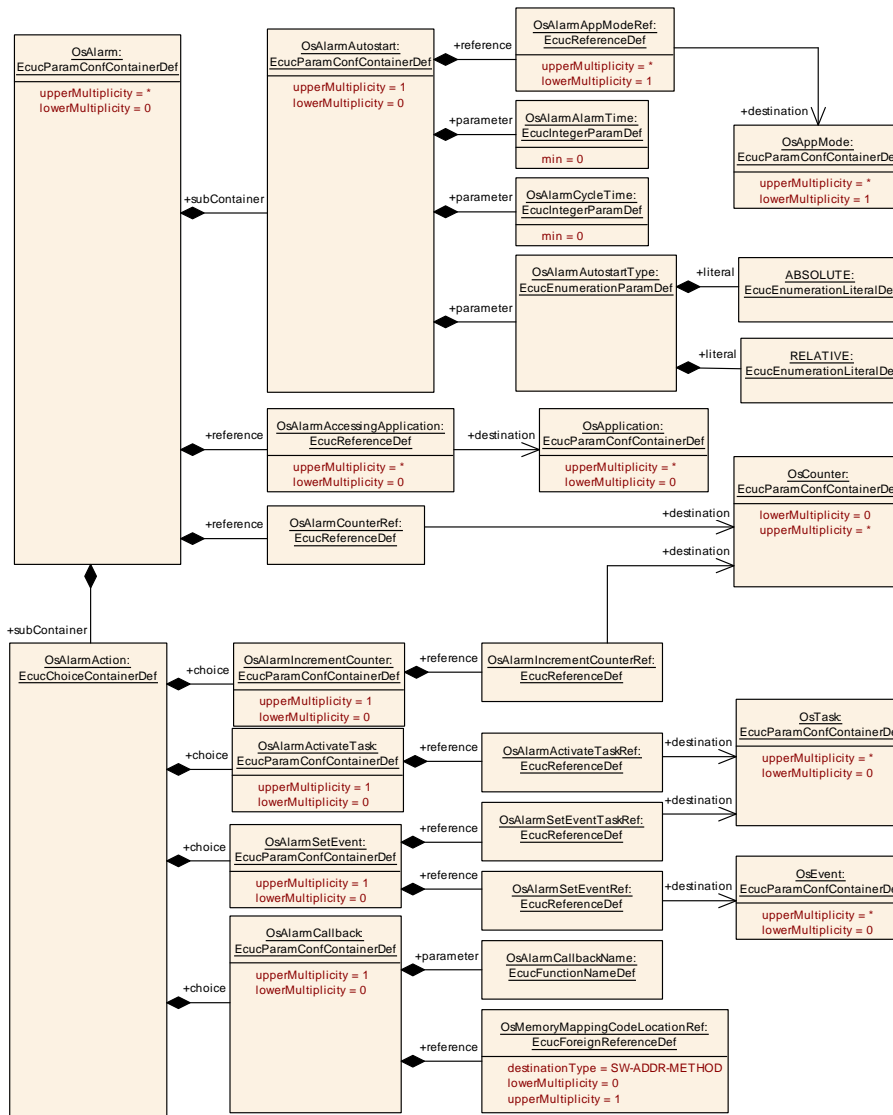 OsAlarm:
EcucParamConfContainerDef
upperMultiplicity = *
lowerMultiplicity = 0
+subContainer
OsAlarmAutostart:
EcucParamConfContainerDef
upperMultiplicity = 1
lowerMultiplicity = 0
+reference
OsAlarmAppModeRef:
EcucReferenceDef
upperMultiplicity = *
lowerMultiplicity = 1
+destination
OsAppMode:
EcucParamConfContainerDe
upperMultiplicity = *
lowerMultiplicity = 1
+parameter
OsAlarmAlarmTime:
EcucIntegerParamDef
min = 0
+parameter
OsAlarmCycleTime:
EcucIntegerParamDef
min = 0
+parameter
OsAlarmAutostartType:
EcucEnumerationParamDef
+literal
ABSOLUTE:
EcucEnumerationLiteralDe
+literal
RELATIVE:
EcucEnumerationLiteralDe
+reference
OsAlarmAccessingApplication:
EcucReferenceDef
upperMultiplicity = *
lowerMultiplicity = 0
+destination
OsApplication:
EcucParamConfContainerDef
upperMultiplicity = *
lowerMultiplicity = 0
+reference
OsAlarmCounterRef:
EcucReferenceDef
+destination
OsCounter:
EcucParamConfContainerDe
lowerMultiplicity = 0
upperMultiplicity = *
+destination
+subContainer
OsAlarmAction:
EcucChoiceContainerDef
+choice
OsAlarmIncrementCounter:
EcucParamConfContainerDef
upperMultiplicity = 1
lowerMultiplicity = 0
+reference
OsAlarmIncrementCounterRef:
EcucReferenceDef
+choice
OsAlarmActivateTask:
EcucParamConfContainerDef
upperMultiplicity = 1
lowerMultiplicity = 0
+reference
OsAlarmActivateTaskRef:
EcucReferenceDef
+destination
OsTask:
EcucParamConfContainerDe
upperMultiplicity = *
lowerMultiplicity = 0
+choice
OsAlarmSetEvent:
EcucParamConfContainerDef
upperMultiplicity = 1
lowerMultiplicity = 0
+reference
OsAlarmSetEventTaskRef:
EcucReferenceDef
+destination
+reference
OsAlarmSetEventRef:
EcucReferenceDef
+destination
OsEvent:
EcucParamConfContainerDe
upperMultiplicity = *
lowerMultiplicity = 0
+choice
OsAlarmCallback:
EcucParamConfContainerDef
upperMultiplicity = 1
lowerMultiplicity = 0
+parameter
OsAlarmCallbackName:
EcucFunctionNameDef
+reference
OsMemoryMappingCodeLocationRef:
EcucForeignReferenceDef
destinationType = SW-ADDR-METHOD
lowerMultiplicity = 0
upperMultiplicity = 1